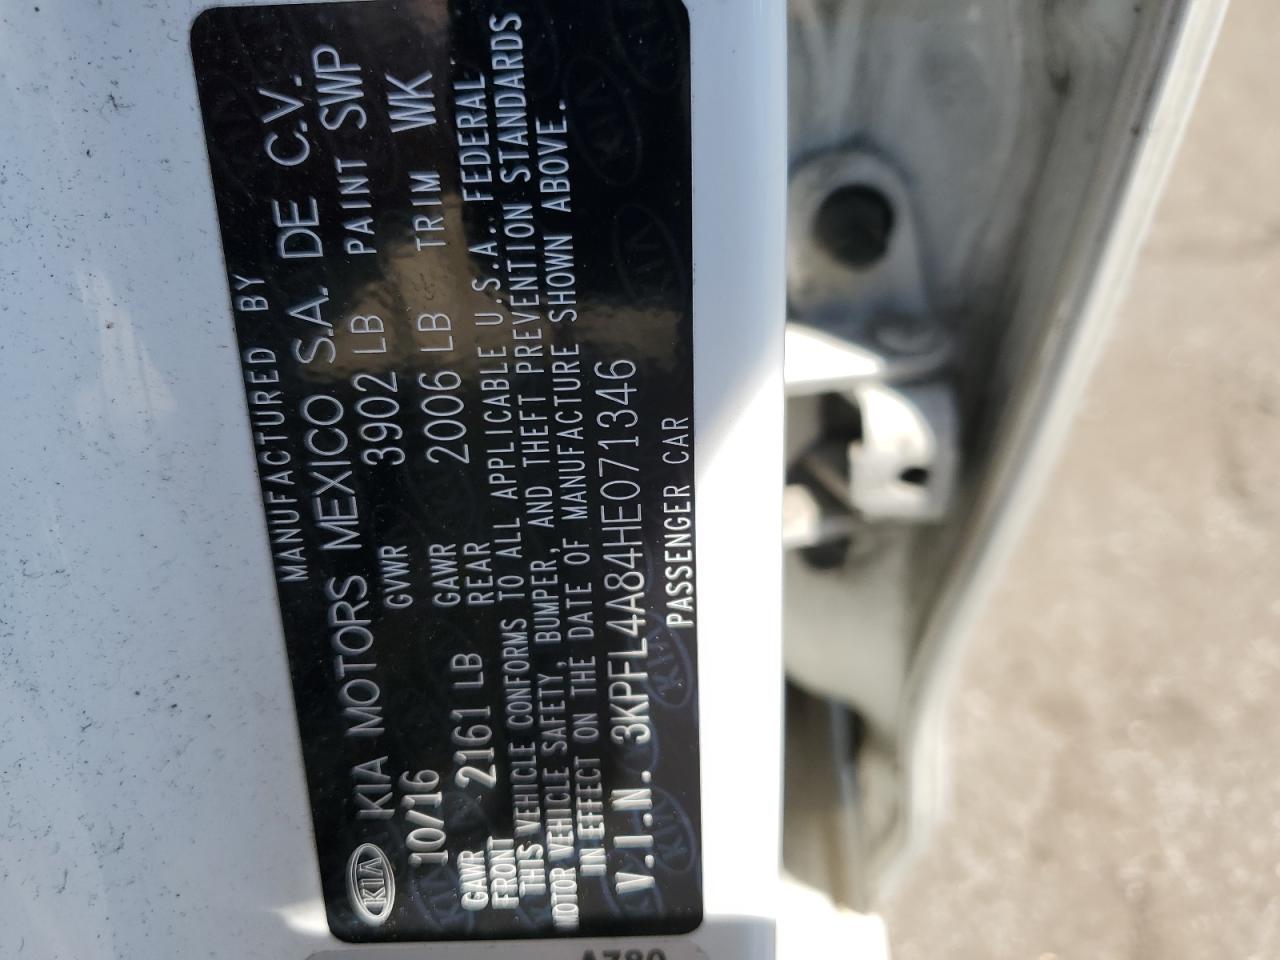 MANUFACTURED BY
KIA KIA MOTORS MEXICO S.A. DE C.V.
10/16 GVWR 3902 LB PAINT SWP
GAWR FRONT 2161 LB GAWR REAR 2006 LB TRIM WK
THIS VEHICLE CONFORMS TO ALL APPLICABLE U.S.A. FEDERAL
MOTOR VEHICLE SAFETY, BUMPER, AND THEFT PREVENTION STANDARDS
IN EFFECT ON THE DATE OF MANUFACTURE SHOWN ABOVE.
V.I.N. 3KPFL4A84HE071346
PASSENGER CAR